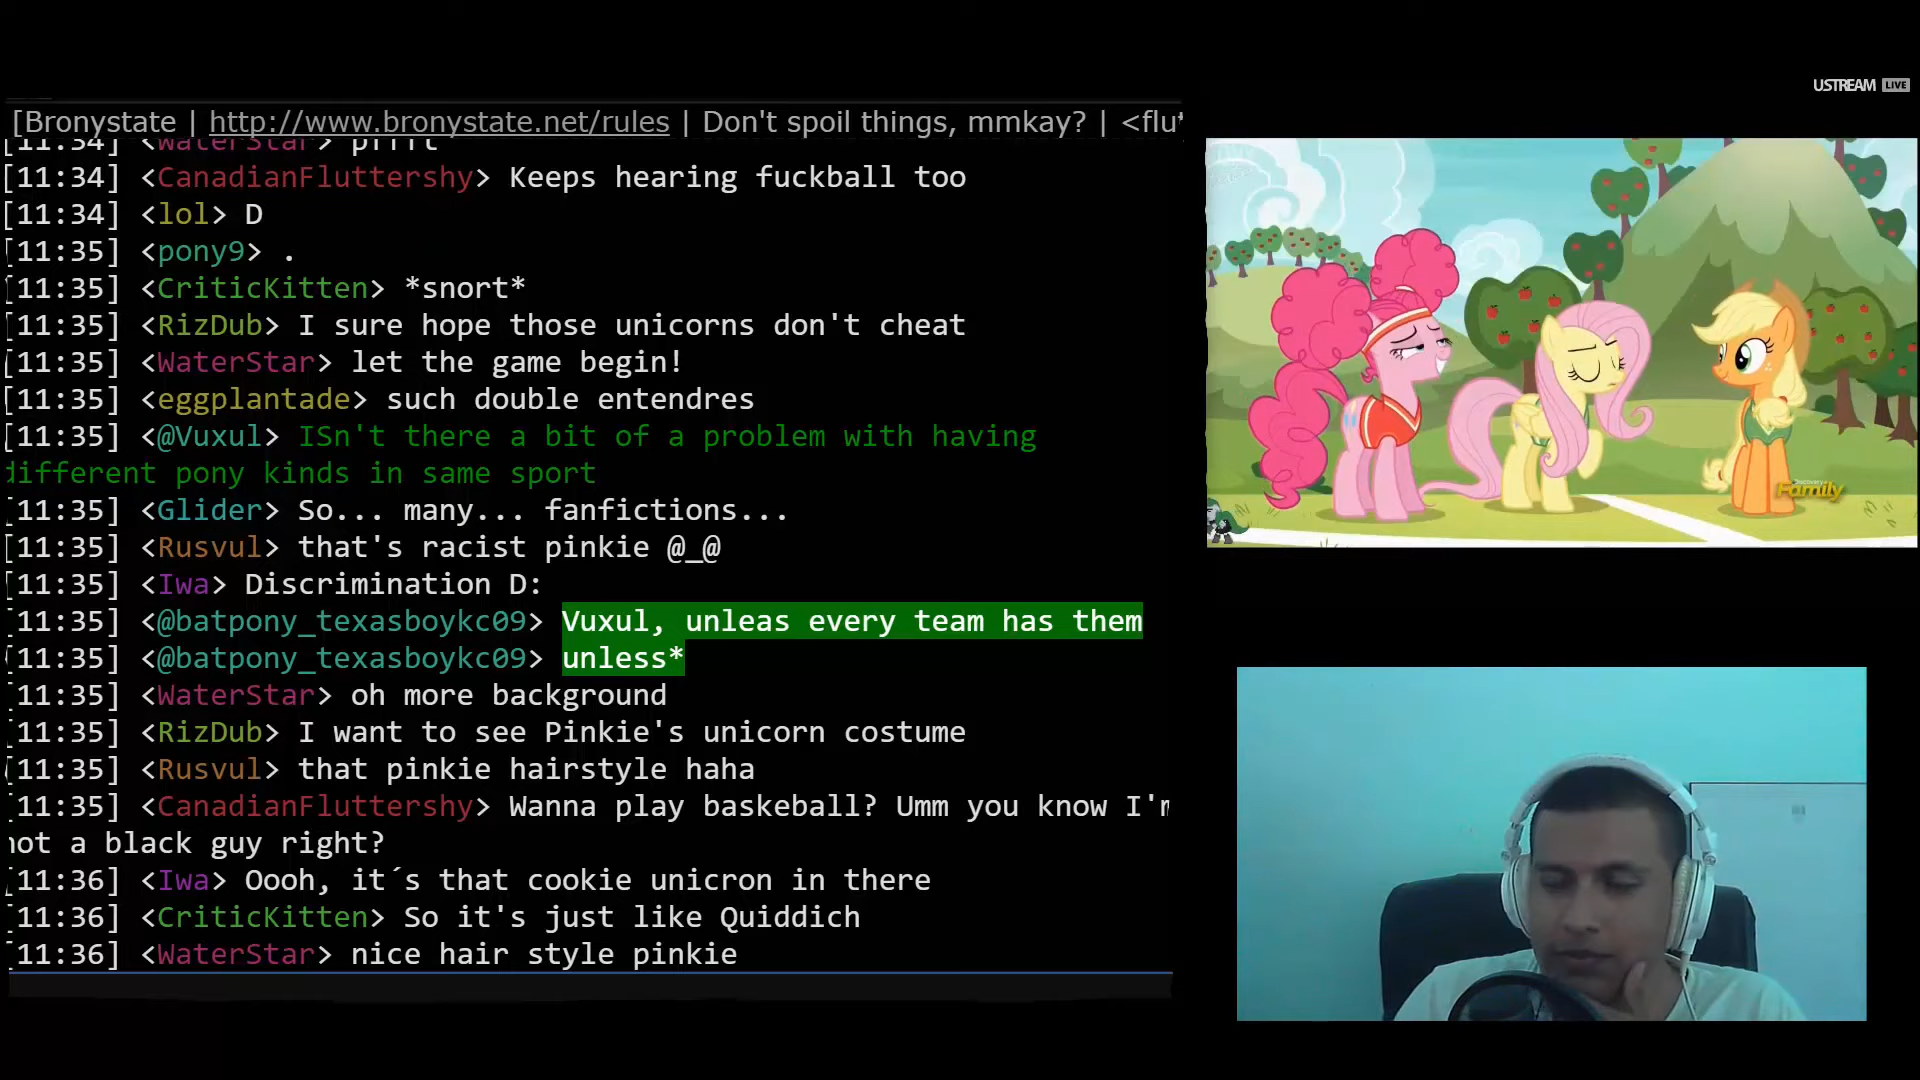 USTREAM LIVE
[Bronystate | http://www.bronystate.net/rules | Don't spoil things, mmkay? | <flut
[11:34] <WaterStar> pffft
[11:34] <CanadianFluttershy> Keeps hearing fuckball too
[11:34] <lol> D
[11:35] <pony9> .
[11:35] <CriticKitten> *snort*
[11:35] <RizDub> I sure hope those unicorns don't cheat
[11:35] <WaterStar> let the game begin!
[11:35] <eggplantade> such double entendres
[11:35] <@Vuxul> ISn't there a bit of a problem with having
different pony kinds in same sport
[11:35] <Glider> So... many... fanfictions...
[11:35] <Rusvul> that's racist pinkie @_@
[11:35] <Iwa> Discrimination D:
[11:35] <@batpony_texasboykc09> Vuxul, unleas every team has them
[11:35] <@batpony_texasboykc09> unless*
[11:35] <WaterStar> oh more background
[11:35] <RizDub> I want to see Pinkie's unicorn costume
[11:35] <Rusvul> that pinkie hairstyle haha
[11:35] <CanadianFluttershy> Wanna play baskeball? Umm you know I'm
not a black guy right?
[11:36] <Iwa> Oooh, it´s that cookie unicron in there
[11:36] <CriticKitten> So it's just like Quiddich
[11:36] <WaterStar> nice hair style pinkie
Discovery
Family